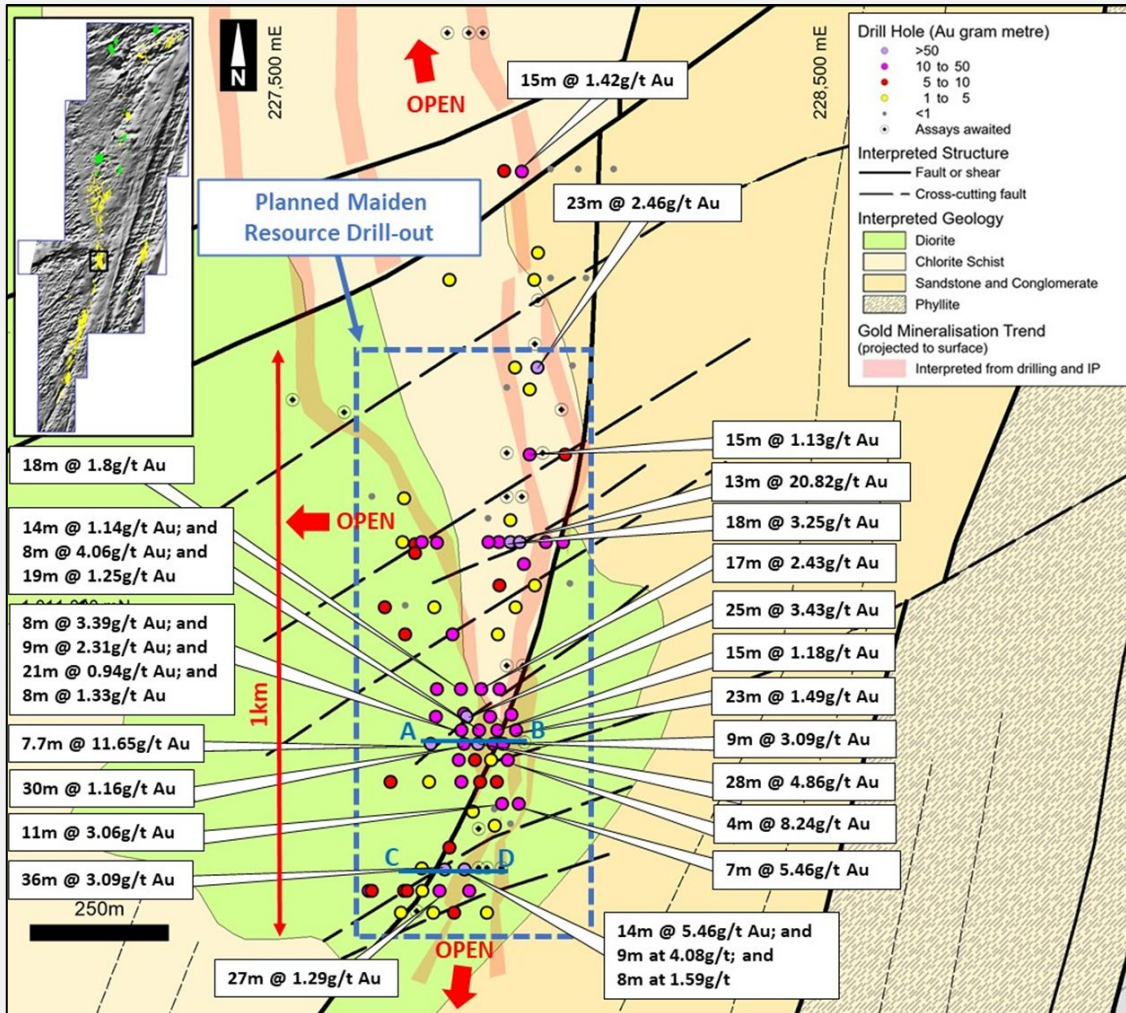 227,500 mE
228,500 mE
N
OPEN
15m @ 1.42g/t Au
Planned Maiden
Resource Drill-out
23m @ 2.46g/t Au
Drill Hole (Au gram metre)
>50
10 to 50
5 to 10
1 to 5
<1
Assays awaited
Interpreted Structure
Fault or shear
Cross-cutting fault
Interpreted Geology
Diorite
Chlorite Schist
Sandstone and Conglomerate
Phyllite
Gold Mineralisation Trend
(projected to surface)
Interpreted from drilling and IP
18m @ 1.8g/t Au
14m @ 1.14g/t Au; and
8m @ 4.06g/t Au; and
19m @ 1.25g/t Au
8m @ 3.39g/t Au; and
9m @ 2.31g/t Au; and
21m @ 0.94g/t Au; and
8m @ 1.33g/t Au
7.7m @ 11.65g/t Au
30m @ 1.16g/t Au
11m @ 3.06g/t Au
36m @ 3.09g/t Au
250m
1km
OPEN
A
B
C
D
15m @ 1.13g/t Au
13m @ 20.82g/t Au
18m @ 3.25g/t Au
17m @ 2.43g/t Au
25m @ 3.43g/t Au
15m @ 1.18g/t Au
23m @ 1.49g/t Au
9m @ 3.09g/t Au
28m @ 4.86g/t Au
4m @ 8.24g/t Au
7m @ 5.46g/t Au
14m @ 5.46g/t Au; and
9m at 4.08g/t; and
8m at 1.59g/t
27m @ 1.29g/t Au
OPEN